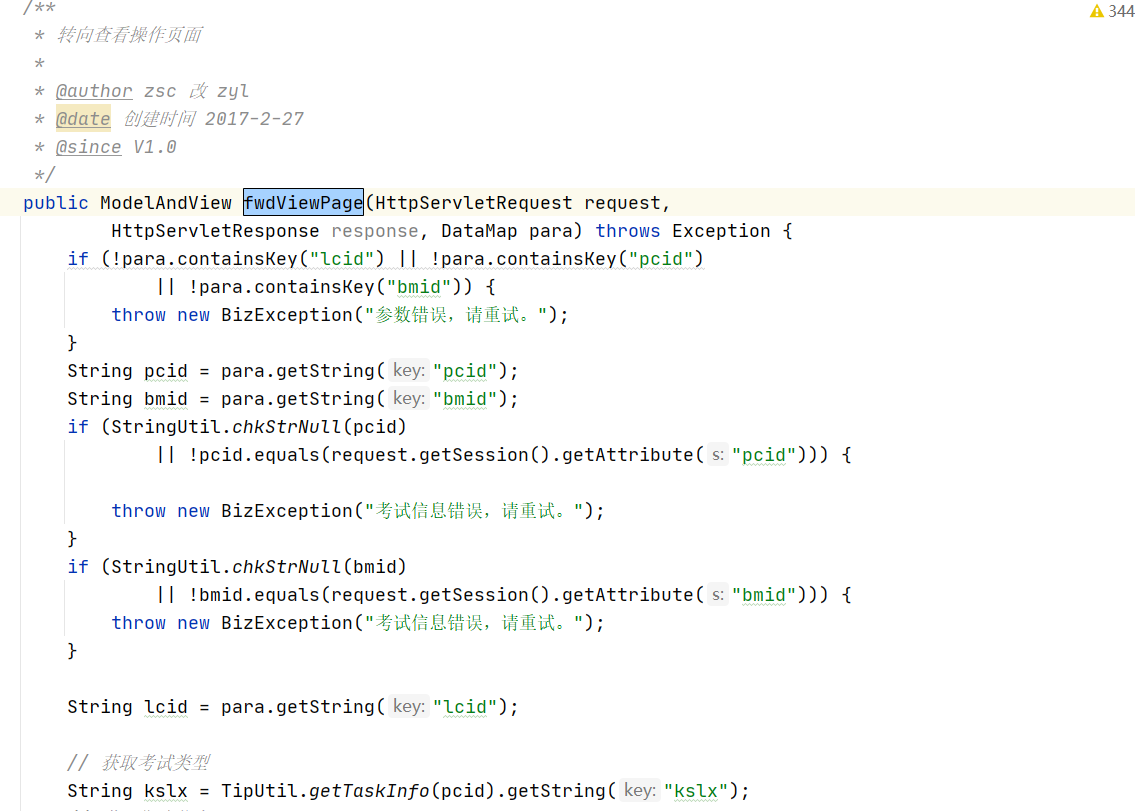 /**
344
 * 转向查看操作页面
 *
 * @author zsc 改 zyl
 * @date 创建时间 2017-2-27
 * @since V1.0
 */
public ModelAndView fwdViewPage(HttpServletRequest request,
        HttpServletResponse response, DataMap para) throws Exception {
    if (!para.containsKey("lcid") || !para.containsKey("pcid")
            || !para.containsKey("bmid")) {
        throw new BizException("参数错误，请重试。");
    }
    String pcid = para.getString( key: "pcid");
    String bmid = para.getString( key: "bmid");
    if (StringUtil.chkStrNull(pcid)
            || !pcid.equals(request.getSession().getAttribute( s: "pcid"))) {
        throw new BizException("考试信息错误，请重试。");
    }
    if (StringUtil.chkStrNull(bmid)
            || !bmid.equals(request.getSession().getAttribute( s: "bmid"))) {
        throw new BizException("考试信息错误，请重试。");
    }
    String lcid = para.getString( key: "lcid");
    // 获取考试类型
    String kslx = TipUtil.getTaskInfo(pcid).getString( key: "kslx");